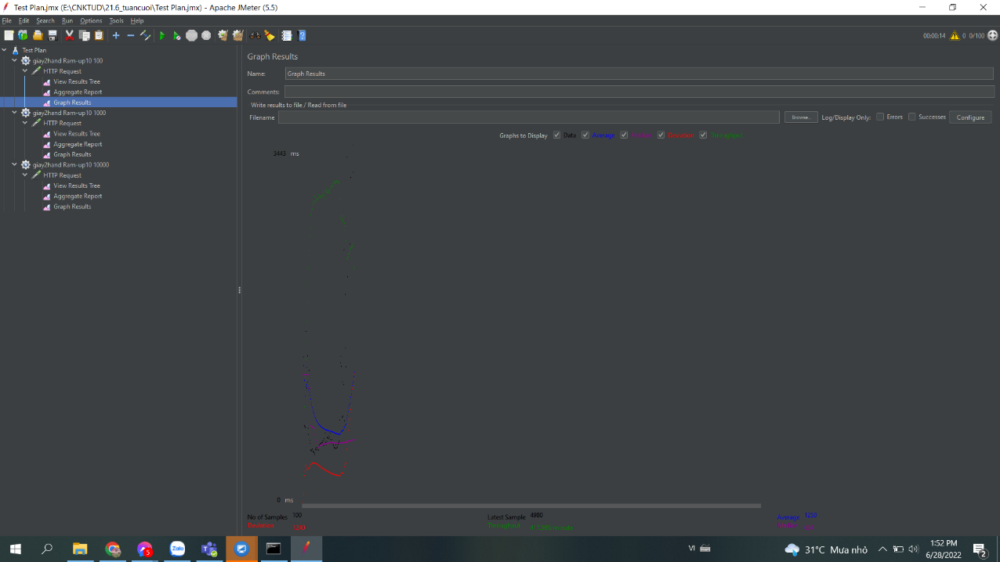 Test Plan.jmx (E:\CNKTUD\21.6_tuancuoi\Test Plan.jmx) - Apache JMeter (5.5)
File Edit Search Run Options Tools Help
00:00:14 0 0/100
Test Plan
giay2hand Ram-up10 100
HTTP Request
View Results Tree
Aggregate Report
Graph Results
giay2hand Ram-up10 1000
HTTP Request
View Results Tree
Aggregate Report
Graph Results
giay2hand Ram-up10 10000
HTTP Request
View Results Tree
Aggregate Report
Graph Results
Graph Results
Name: Graph Results
Comments:
Write results to file / Read from file
Filename Browse... Log/Display Only: Errors Successes Configure
Graphs to Display Data Average Median Deviation Throughput
3443 ms
0 ms
No of Samples 100 Latest Sample 4980 Average 1290
Deviation Throughput Median
VI
31°C Mưa nhỏ
1:52 PM
6/28/2022
5
2
Zalo